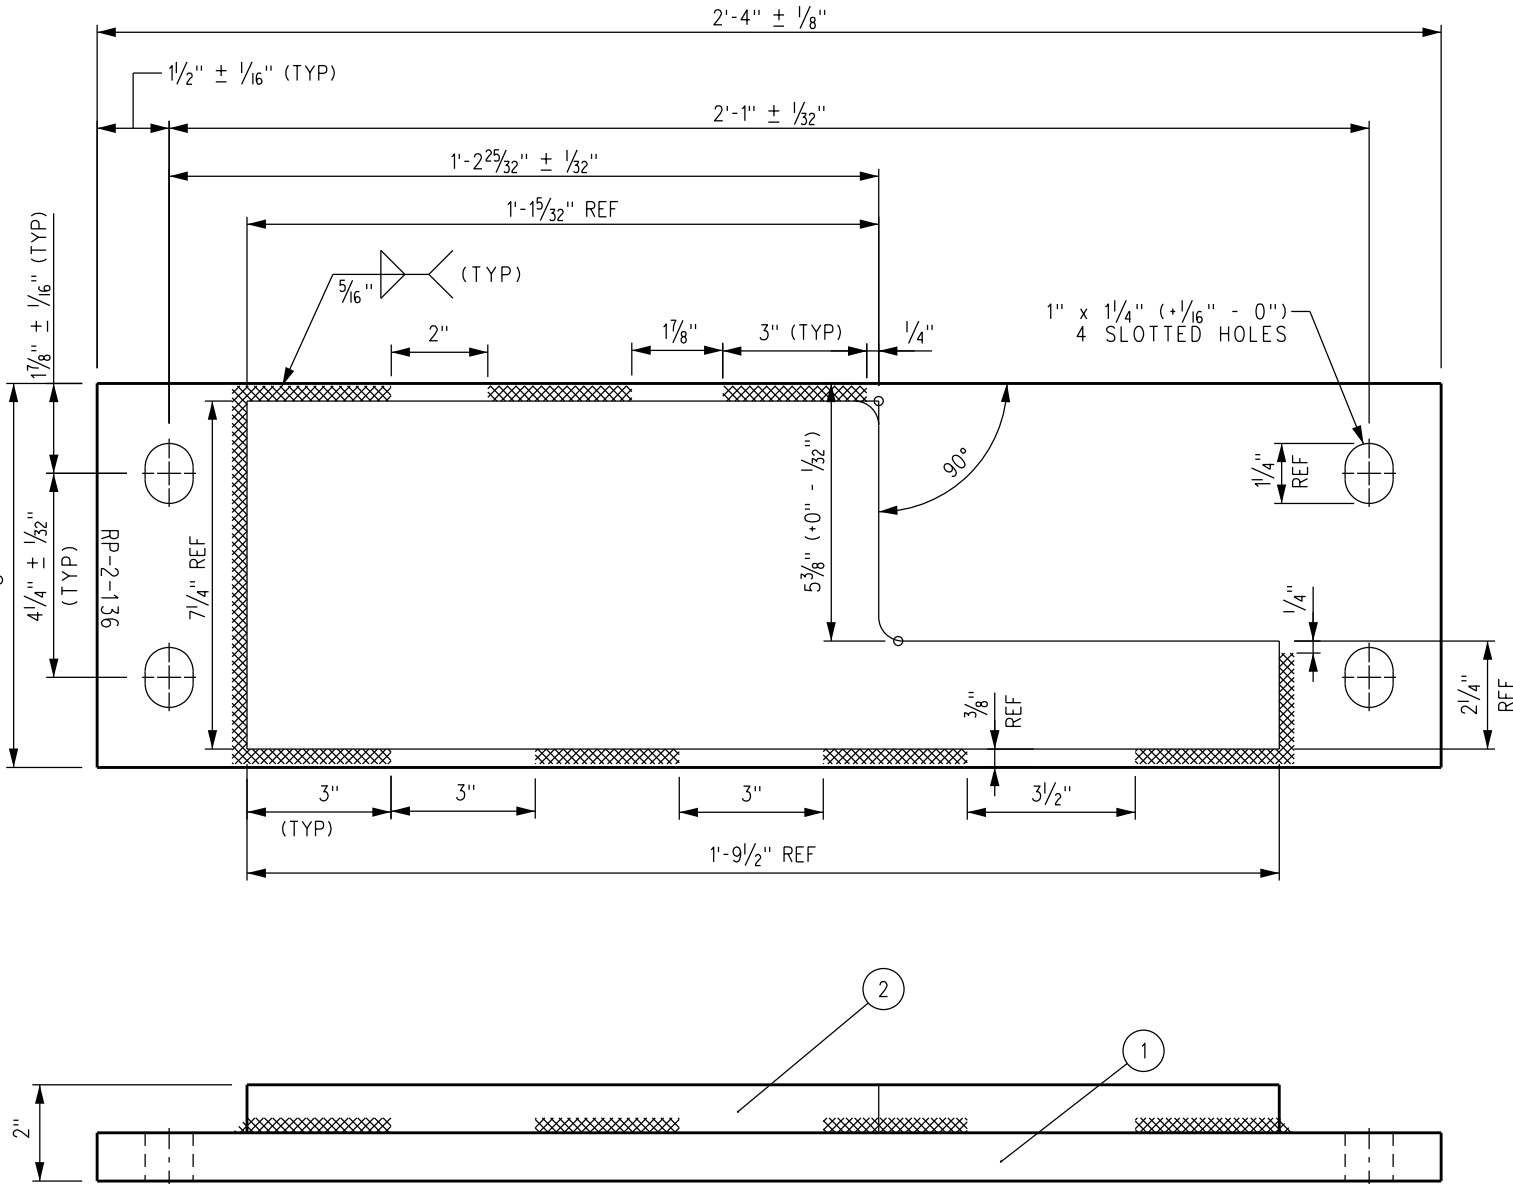 2'-4" ± 1/8"
1 1/2" ± 1/16" (TYP)
2'-1" ± 1/32"
1'-2 25/32" ± 1/32"
1'-1 5/32" REF
5/16" (TYP)
1 7/8" ± 1/16" (TYP)
2"
1 7/8"
3" (TYP)
1/4"
1" x 1 1/4" (+1/16" - 0")
4 SLOTTED HOLES
4 1/4" ± 1/32"
(TYP)
RP-2-136
7 1/4" REF
5 3/8" (+0" - 1/32")
90°
1 1/4"
REF
1/4"
2 1/4"
REF
3/8"
REF
3"
(TYP)
3"
3"
3 1/2"
1'-9 1/2" REF
2
1
2"